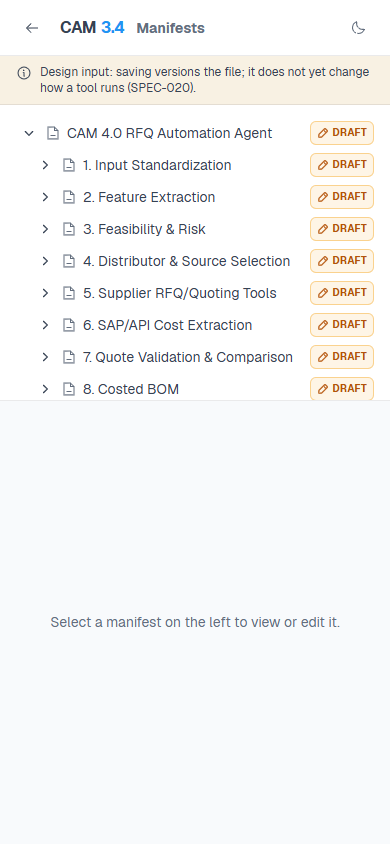 CAM 3.4 Manifests
Design input: saving versions the file; it does not yet change
how a tool runs (SPEC-020).
CAM 4.0 RFQ Automation Agent DRAFT
1. Input Standardization DRAFT
2. Feature Extraction DRAFT
3. Feasibility & Risk DRAFT
4. Distributor & Source Selection DRAFT
5. Supplier RFQ/Quoting Tools DRAFT
6. SAP/API Cost Extraction DRAFT
7. Quote Validation & Comparison DRAFT
8. Costed BOM DRAFT
Select a manifest on the left to view or edit it.